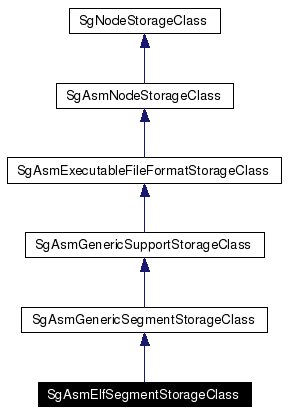 SgNodeStorageClass
SgAsmNodeStorageClass
SgAsmExecutableFileFormatStorageClass
SgAsmGenericSupportStorageClass
SgAsmGenericSegmentStorageClass
SgAsmElfSegmentStorageClass